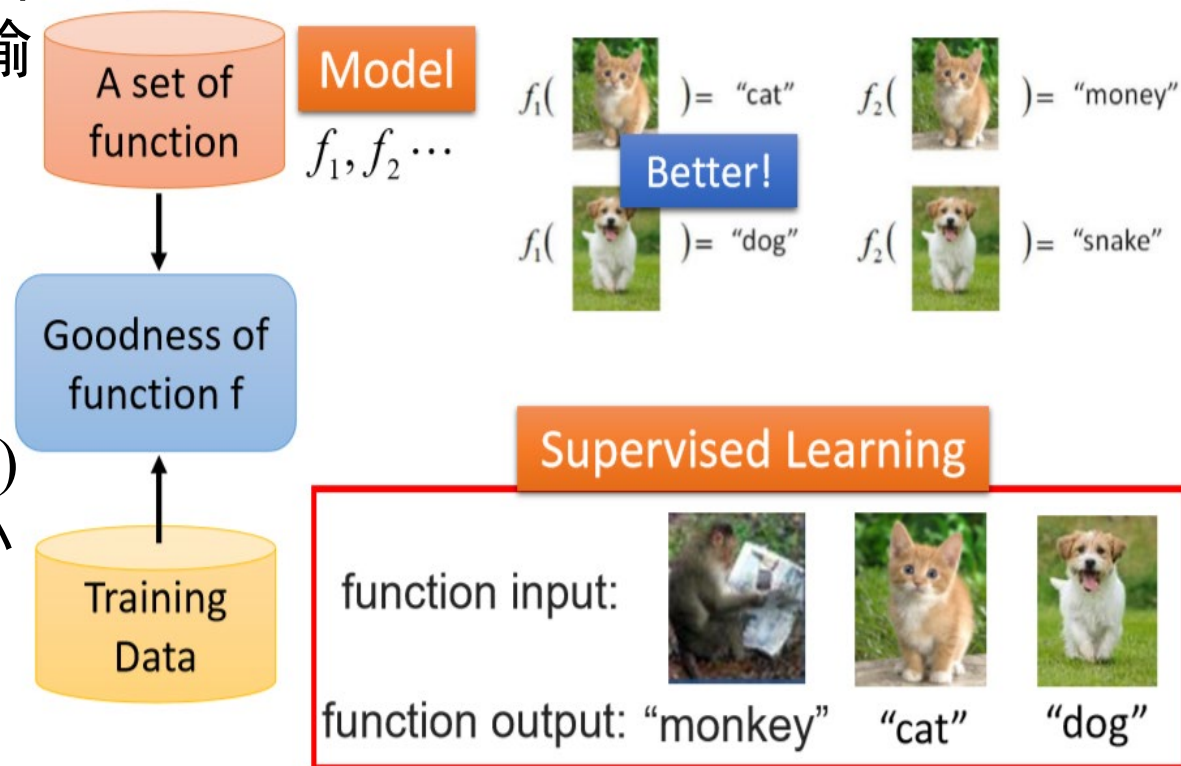 输
A set of
function
Model
f₁, f₂ ⋯
f₁( )= “cat”
f₂( )= “money”
Better!
f₁( )= “dog”
f₂( )= “snake”
Goodness of
function f
)
Training
Data
Supervised Learning
function input:
function output: “monkey” “cat” “dog”